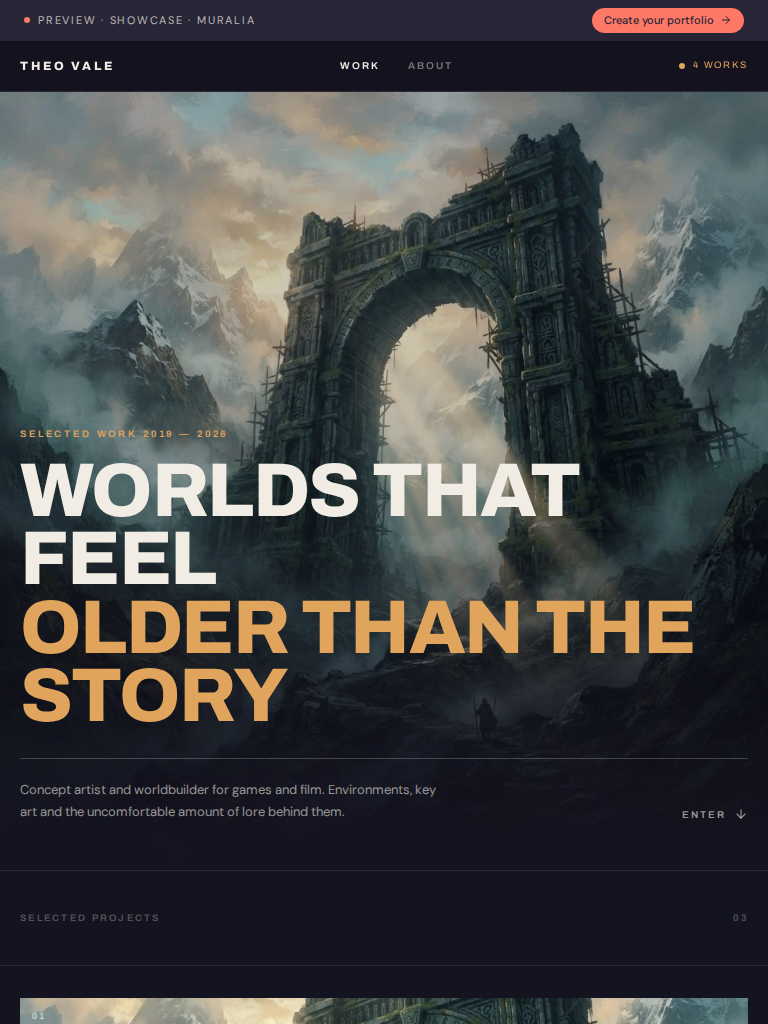 PREVIEW · SHOWCASE · MURALIA
Create your portfolio →
THEO VALE
WORK
ABOUT
4 WORKS
SELECTED WORK 2019 — 2026
WORLDS THAT
FEEL
OLDER THAN THE
STORY
Concept artist and worldbuilder for games and film. Environments, key
art and the uncomfortable amount of lore behind them.
ENTER ↓
SELECTED PROJECTS
03
01